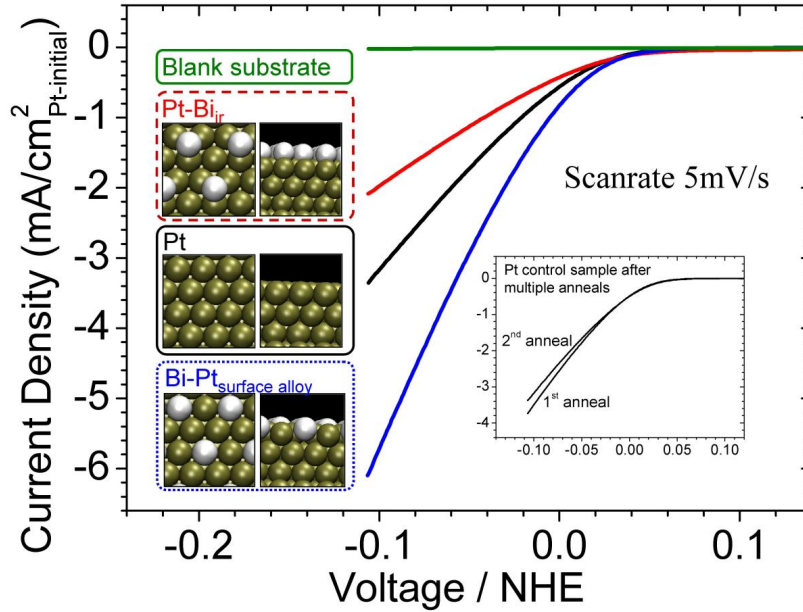 Current Density (mA/cm²Pt-initial)
0
-1
-2
-3
-4
-5
-6
Blank substrate
Pt-Biir
Pt
Bi-Ptsurface alloy
Scanrate 5mV/s
Pt control sample after
multiple anneals
0
-1
-2
-3
-4
2nd anneal
1st anneal
-0.10 -0.05 0.00 0.05 0.10
-0.2 -0.1 0.0 0.1
Voltage / NHE